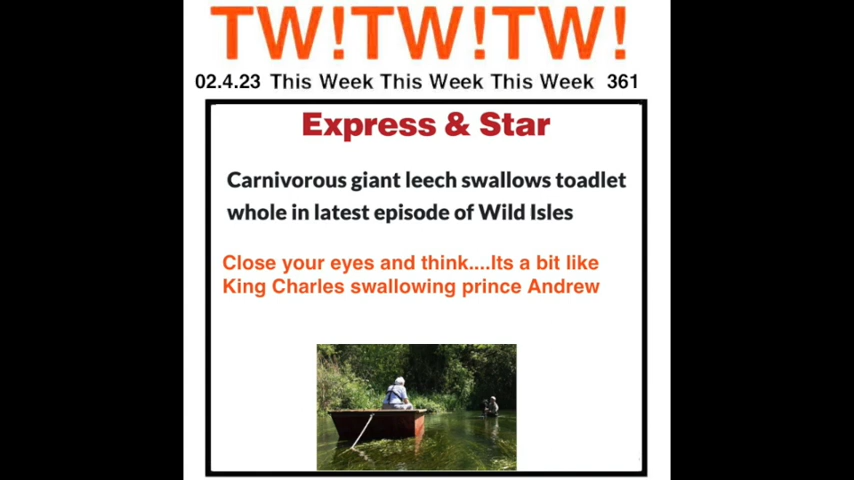 TW!TW!TW!
02.4.23 This Week This Week This Week 361
Express & Star
Carnivorous giant leech swallows toadlet
whole in latest episode of Wild Isles
Close your eyes and think....Its a bit like
King Charles swallowing prince Andrew